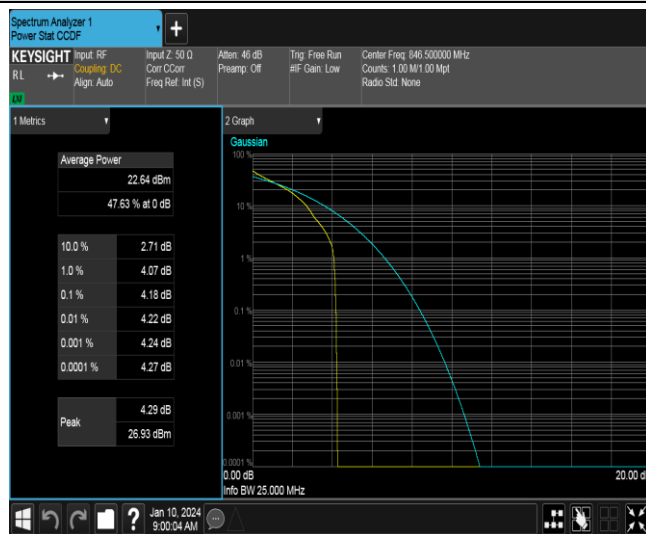 Spectrum Analyzer 1
Power Stat CCDF
+
KEYSIGHT
Input: RF
Coupling: DC
Align: Auto
Input Z: 50 Ω
Corr CCorr
Freq Ref: Int (S)
Atten: 46 dB
Preamp: Off
Trig: Free Run
#IF Gain: Low
Center Freq: 846.500000 MHz
Counts: 1.00 M/1.00 Mpt
Radio Std: None
RL
LXI
1 Metrics
Average Power
22.64 dBm
47.63 % at 0 dB
10.0 % 2.71 dB
1.0 % 4.07 dB
0.1 % 4.18 dB
0.01 % 4.22 dB
0.001 % 4.24 dB
0.0001 % 4.27 dB
Peak
4.29 dB
26.93 dBm
2 Graph
Gaussian
100 %
10 %
1 %
0.1 %
0.01 %
0.001 %
0.0001 %
0.00 dB
20.00 d
Info BW 25.000 MHz
?
Jan 10, 2024
9:00:04 AM